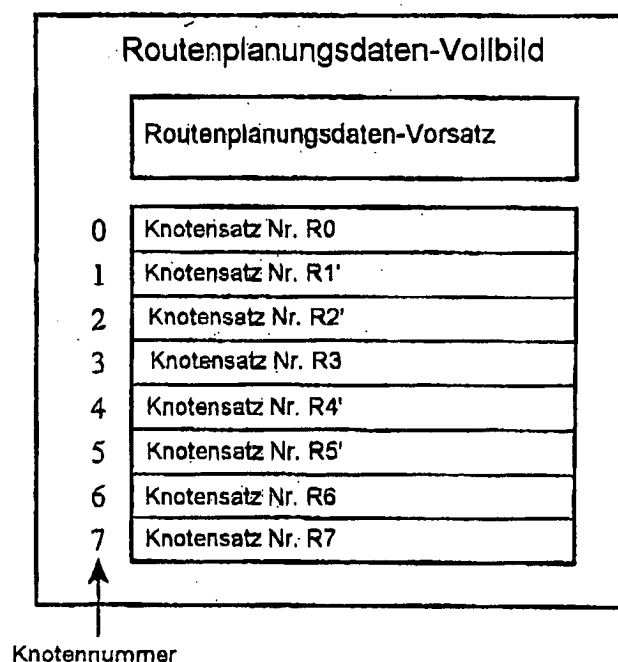 Routenplanungsdaten-Vollbild
Routenplanungsdaten-Vorsatz
0 Knotensatz Nr. R0
1 Knotensatz Nr. R1'
2 Knotensatz Nr. R2'
3 Knotensatz Nr. R3
4 Knotensatz Nr. R4'
5 Knotensatz Nr. R5'
6 Knotensatz Nr. R6
7 Knotensatz Nr. R7
Knotennummer